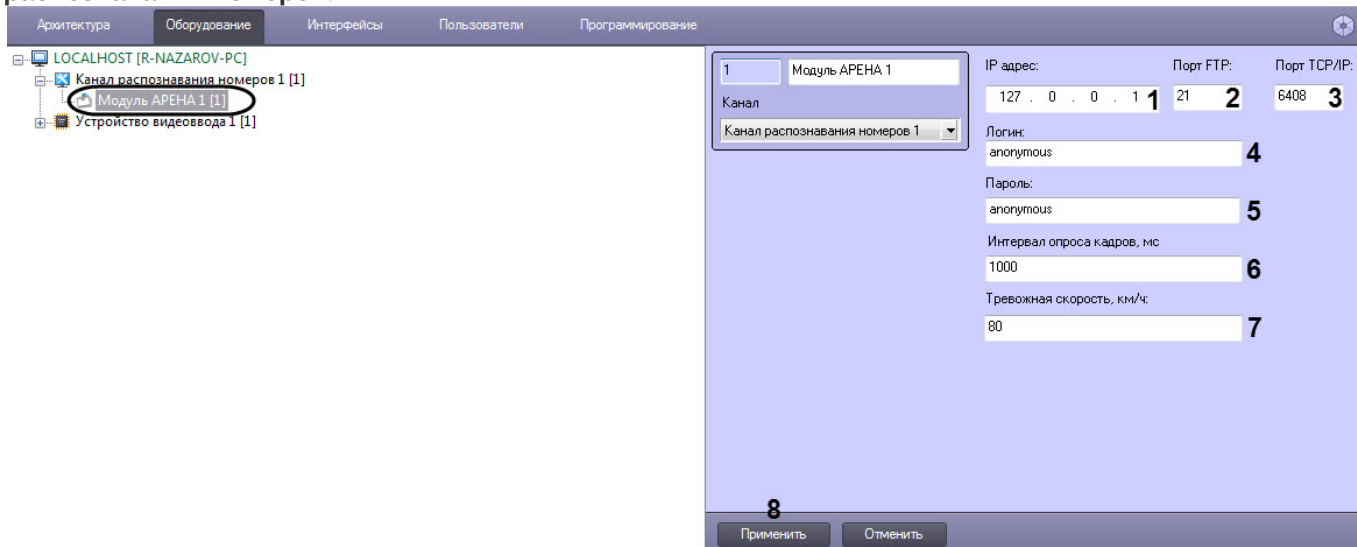 Архитектура Оборудование Интерфейсы Пользователи Программирование
LOCALHOST [R-NAZAROV-PC]
Канал распознавания номеров 1 [1]
Модуль АРЕНА 1 [1]
Устройство видеоввода 1 [1]
1 Модуль АРЕНА 1
Канал
Канал распознавания номеров 1
IP адрес: Порт FTP: Порт TCP/IP:
127 . 0 . 0 . 1 1 21 2 6408 3
Логин:
anonymous 4
Пароль:
anonymous 5
Интервал опроса кадров, мс
1000 6
Тревожная скорость, км/ч:
80 7
8
Применить Отменить